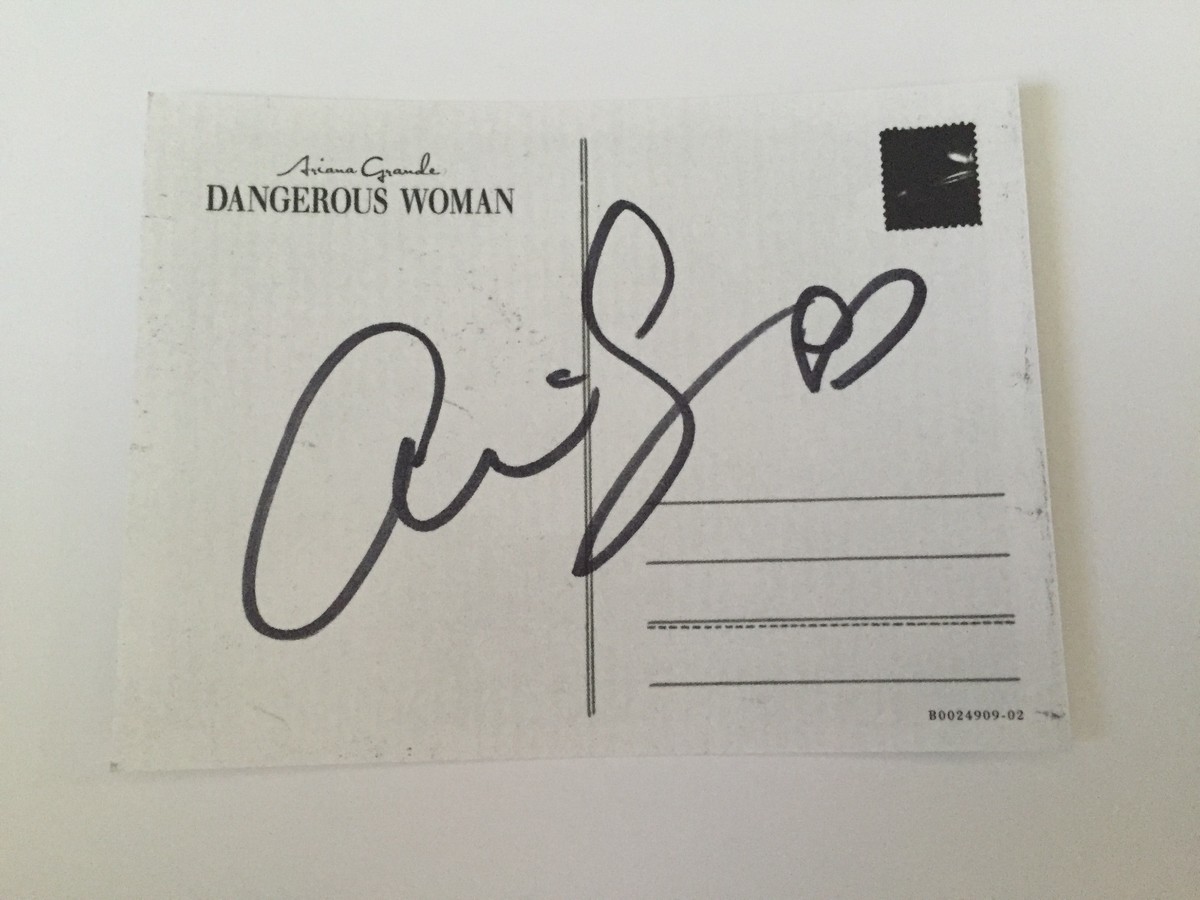 Ariana Grande
DANGEROUS WOMAN
B0024909-02